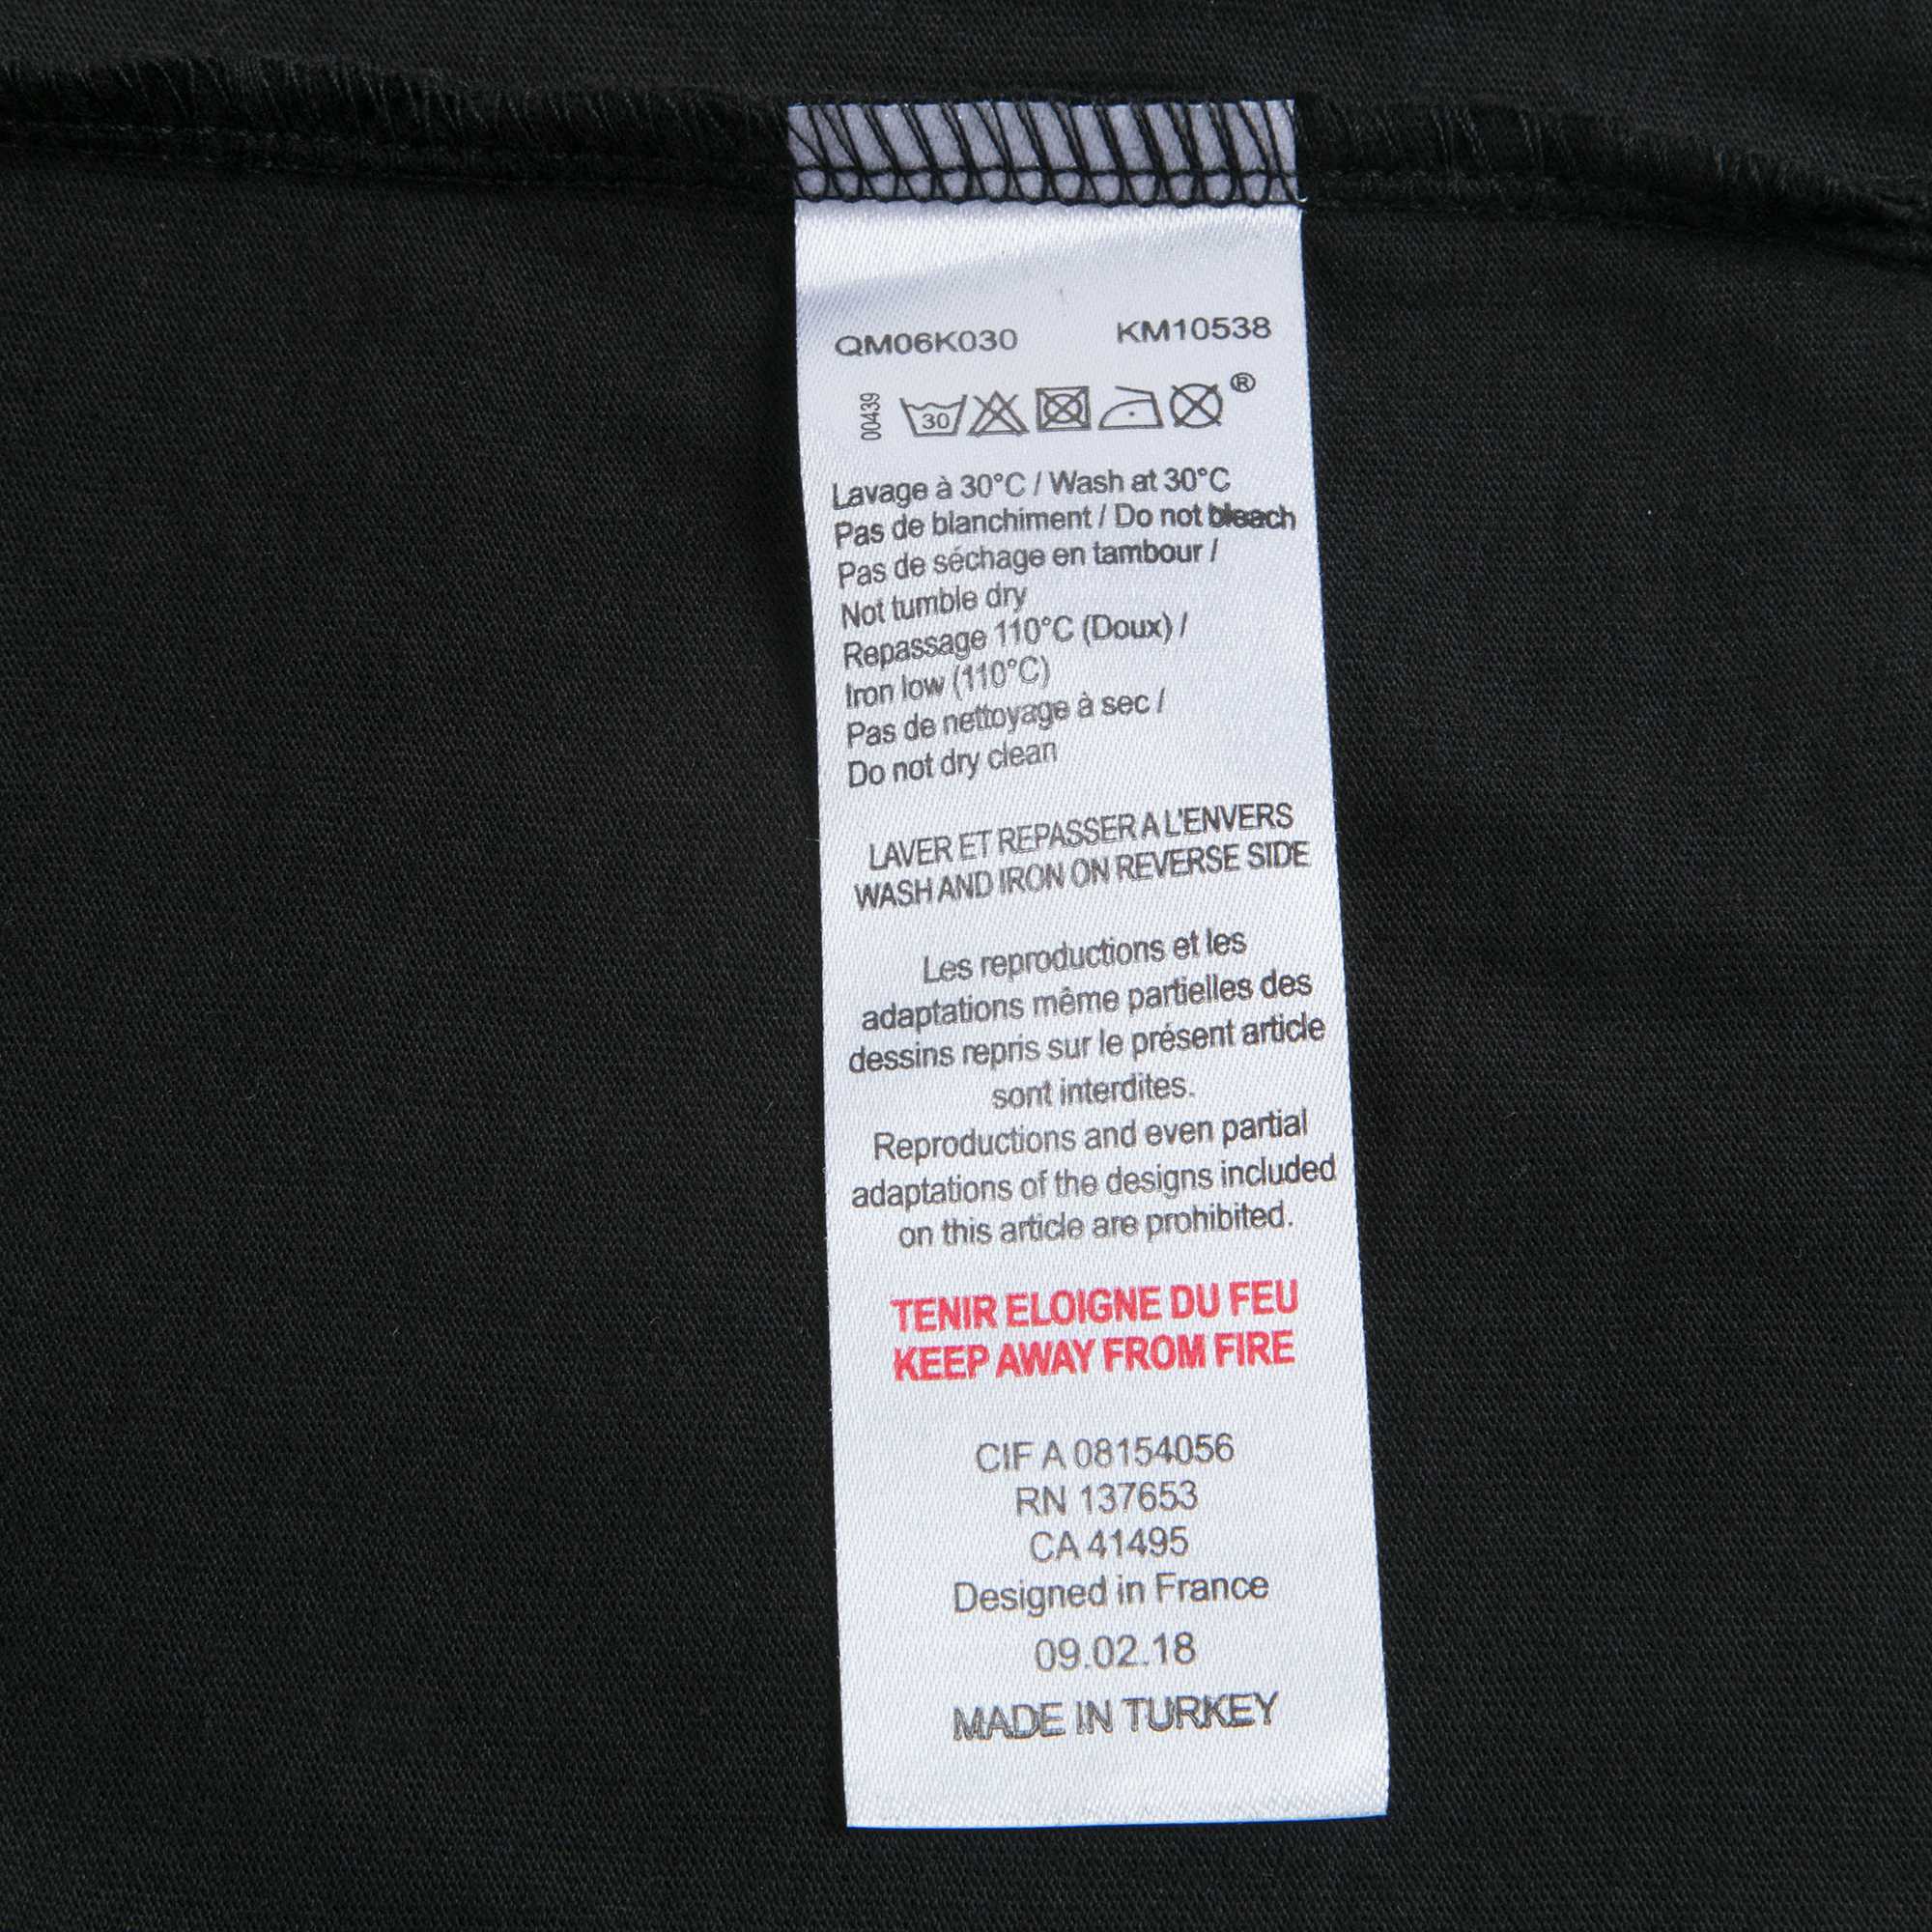 QM06K030 KM10538
00439 30 ®
Lavage à 30°C / Wash at 30°C
Pas de blanchiment / Do not bleach
Pas de séchage en tambour /
Not tumble dry
Repassage 110°C (Doux) /
Iron low (110°C)
Pas de nettoyage à sec /
Do not dry clean
LAVER ET REPASSER A L'ENVERS
WASH AND IRON ON REVERSE SIDE
Les reproductions et les
adaptations même partielles des
dessins repris sur le présent article
sont interdites.
Reproductions and even partial
adaptations of the designs included
on this article are prohibited.
TENIR ELOIGNE DU FEU
KEEP AWAY FROM FIRE
CIF A 08154056
RN 137653
CA 41495
Designed in France
09.02.18
MADE IN TURKEY